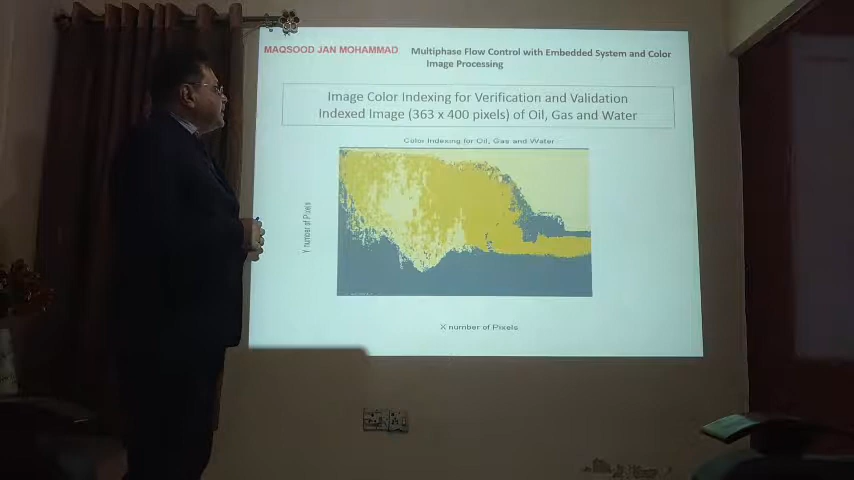 MAQSOOD JAN MOHAMMAD Multiphase Flow Control with Embedded System and Color
Image Processing
Image Color Indexing for Verification and Validation
Indexed Image (363 x 400 pixels) of Oil, Gas and Water
Color Indexing for Oil, Gas and Water
Y number of Pixels
X number of Pixels